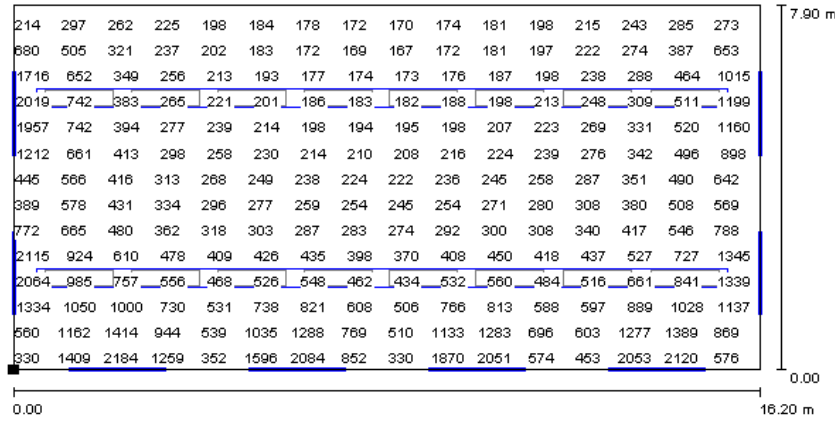 7.90 m
214 297 262 225 198 184 178 172 170 174 181 198 215 243 285 273
680 505 321 237 202 183 172 169 167 172 181 197 222 274 387 653
1716 652 349 256 213 193 177 174 173 176 187 198 238 288 464 1015
2019 742 383 265 221 201 186 183 182 188 198 213 248 309 511 1199
1957 742 394 277 239 214 198 194 195 198 207 223 269 331 520 1160
1212 661 413 298 258 230 214 210 208 216 224 239 276 342 496 898
445 566 416 313 268 249 238 224 222 236 245 258 287 351 490 642
389 578 431 334 296 277 259 254 245 254 271 280 308 380 508 569
772 665 480 362 318 303 287 283 274 292 300 308 340 417 546 788
2115 924 610 478 409 426 435 398 370 408 450 418 437 527 727 1345
2064 985 757 556 468 526 548 462 434 532 560 484 516 661 841 1339
1334 1050 1000 730 531 738 821 608 506 766 813 588 597 889 1028 1137
560 1162 1414 944 539 1035 1288 769 510 1133 1283 696 603 1277 1389 869
330 1409 2184 1259 352 1596 2084 852 330 1870 2051 574 453 2053 2120 576
0.00
0.00 16.20 m